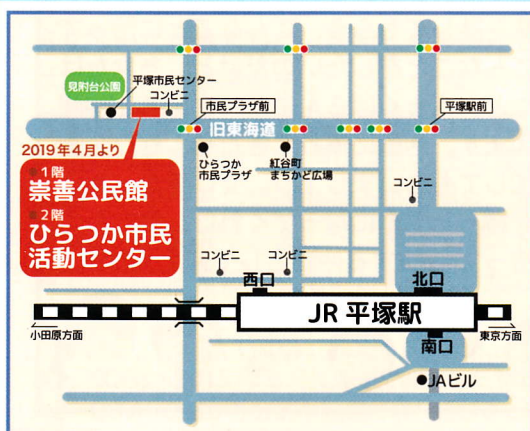 見附台公園
平塚市民センター
コンビニ
市民プラザ前
平塚駅前
旧東海道
2019年4月より
1階
崇善公民館
2階
ひらつか市民
活動センター
ひらつか
市民プラザ
紅谷町
まちかど広場
コンビニ
コンビニ
コンビニ
西口
北口
JR 平塚駅
小田原方面
東京方面
南口
JAビル